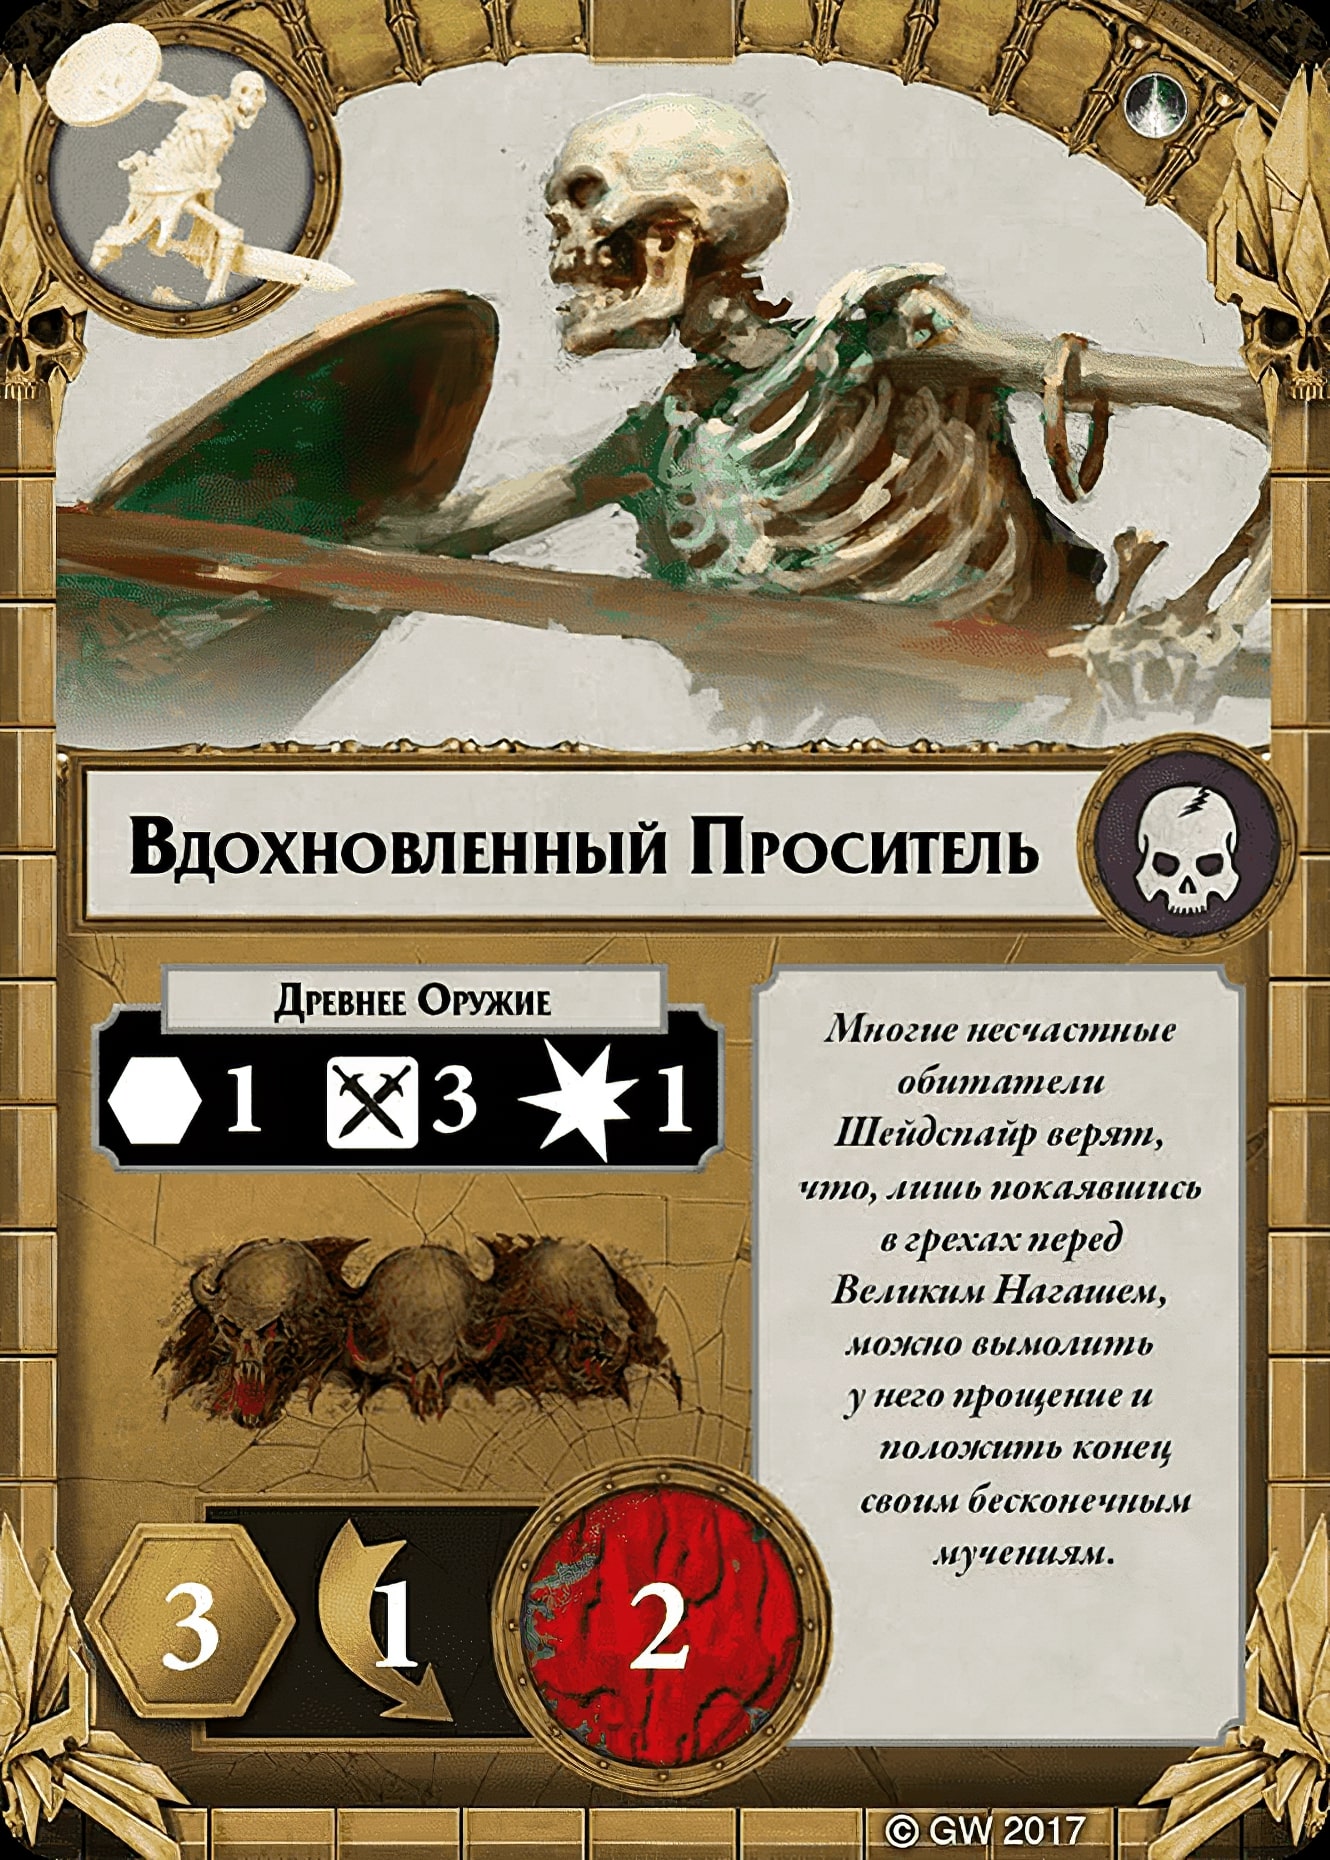 Вдохновленный Проситель
Древнее Оружие
1 3 1
Многие несчастные
обитатели
Шейдспайр верят,
что, лишь покаявшись
в грехах перед
Великим Нагашем,
можно вымолить
у него прощение и
положить конец
своим бесконечным
мучениям.
3 1 2
© GW 2017